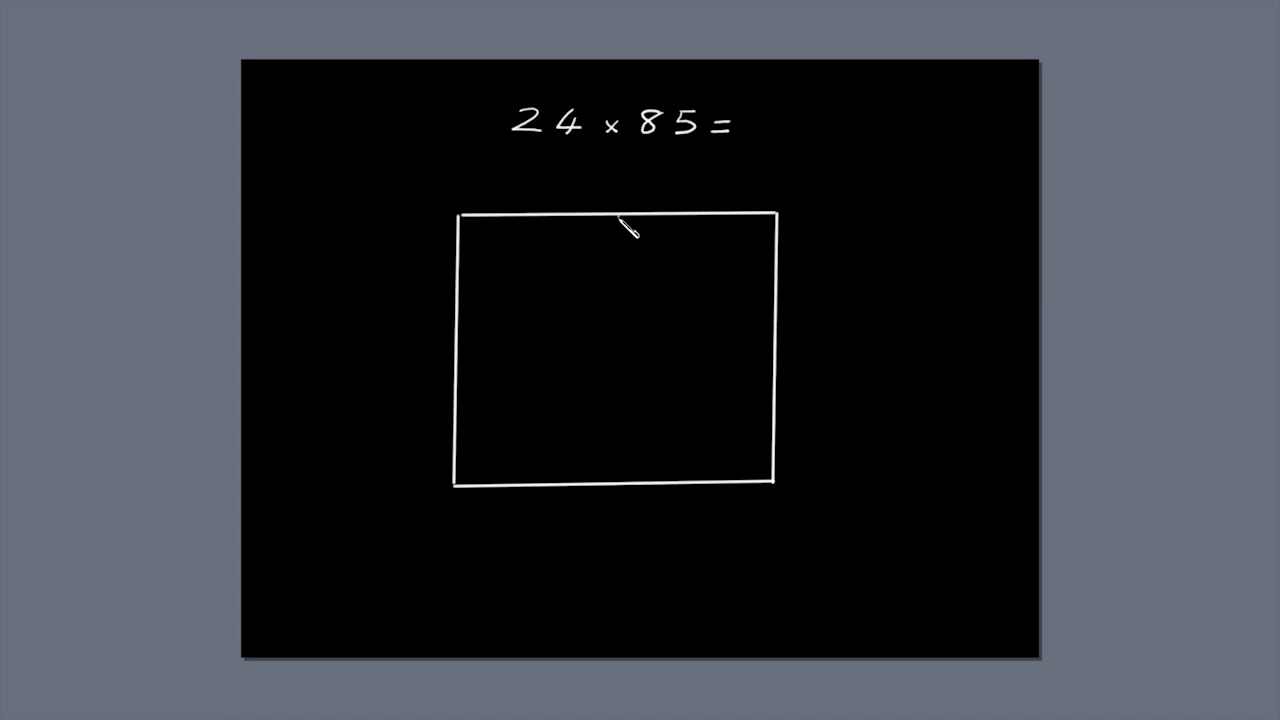 24 × 85 =